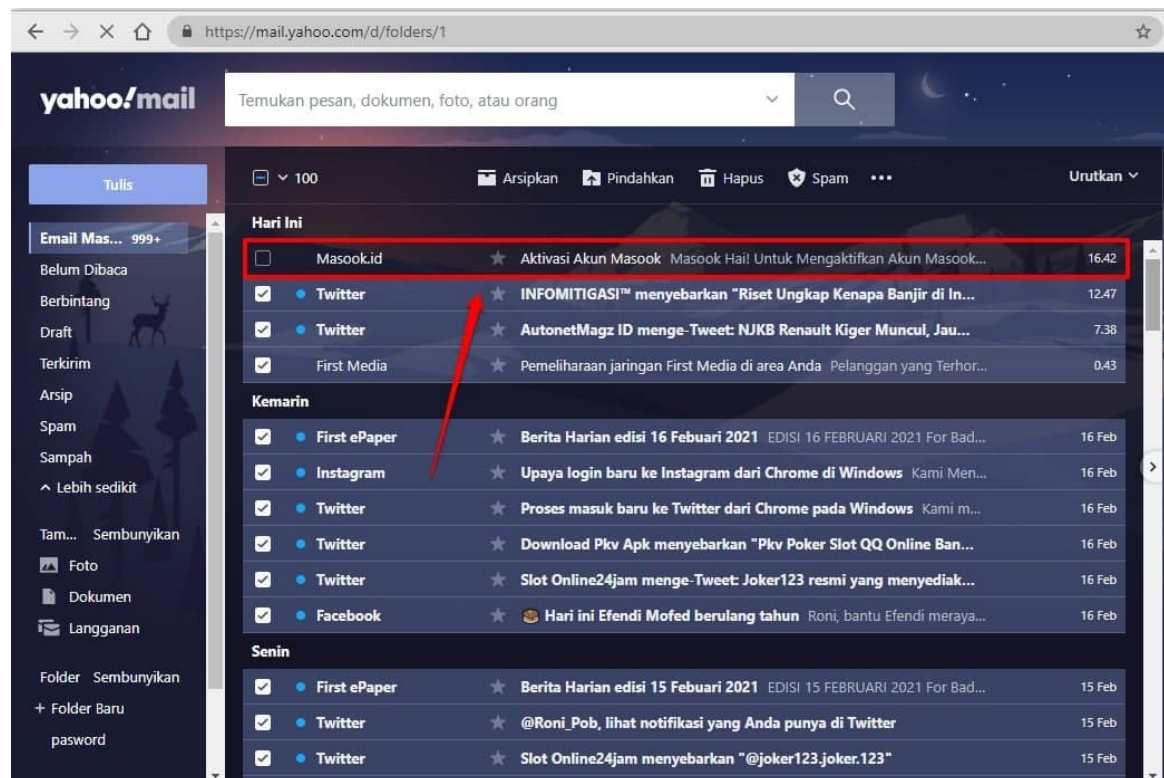 https://mail.yahoo.com/d/folders/1
yahoo!mail
Temukan pesan, dokumen, foto, atau orang
Tulis
100 Arsipkan Pindahkan Hapus Spam ••• Urutkan
Email Mas... 999+
Belum Dibaca
Berbintang
Draft
Terkirim
Arsip
Spam
Sampah
Lebih sedikit
Tam... Sembunyikan
Foto
Dokumen
Langganan
Folder Sembunyikan
+ Folder Baru
pasword
Hari Ini
Masook.id Aktivasi Akun Masook Masook Hai! Untuk Mengaktifkan Akun Masook... 16.42
Twitter INFOMITIGASI™ menyebarkan "Riset Ungkap Kenapa Banjir di In... 12.47
Twitter AutonetMagz ID menge-Tweet: NJKB Renault Kiger Muncul, Jau... 7.38
First Media Pemeliharaan jaringan First Media di area Anda Pelanggan yang Terhor... 0.43
Kemarin
First ePaper Berita Harian edisi 16 Febuari 2021 EDISI 16 FEBRUARI 2021 For Bad... 16 Feb
Instagram Upaya login baru ke Instagram dari Chrome di Windows Kami Men... 16 Feb
Twitter Proses masuk baru ke Twitter dari Chrome pada Windows Kami m... 16 Feb
Twitter Download Pkv Apk menyebarkan "Pkv Poker Slot QQ Online Ban... 16 Feb
Twitter Slot Online24jam menge-Tweet: Joker123 resmi yang menyediak... 16 Feb
Facebook Hari ini Efendi Mofed berulang tahun Roni, bantu Efendi meraya... 16 Feb
Senin
First ePaper Berita Harian edisi 15 Febuari 2021 EDISI 15 FEBRUARI 2021 For Bad... 15 Feb
Twitter @Roni_Pob, lihat notifikasi yang Anda punya di Twitter 15 Feb
Twitter Slot Online24jam menyebarkan "@joker123.joker.123" 15 Feb